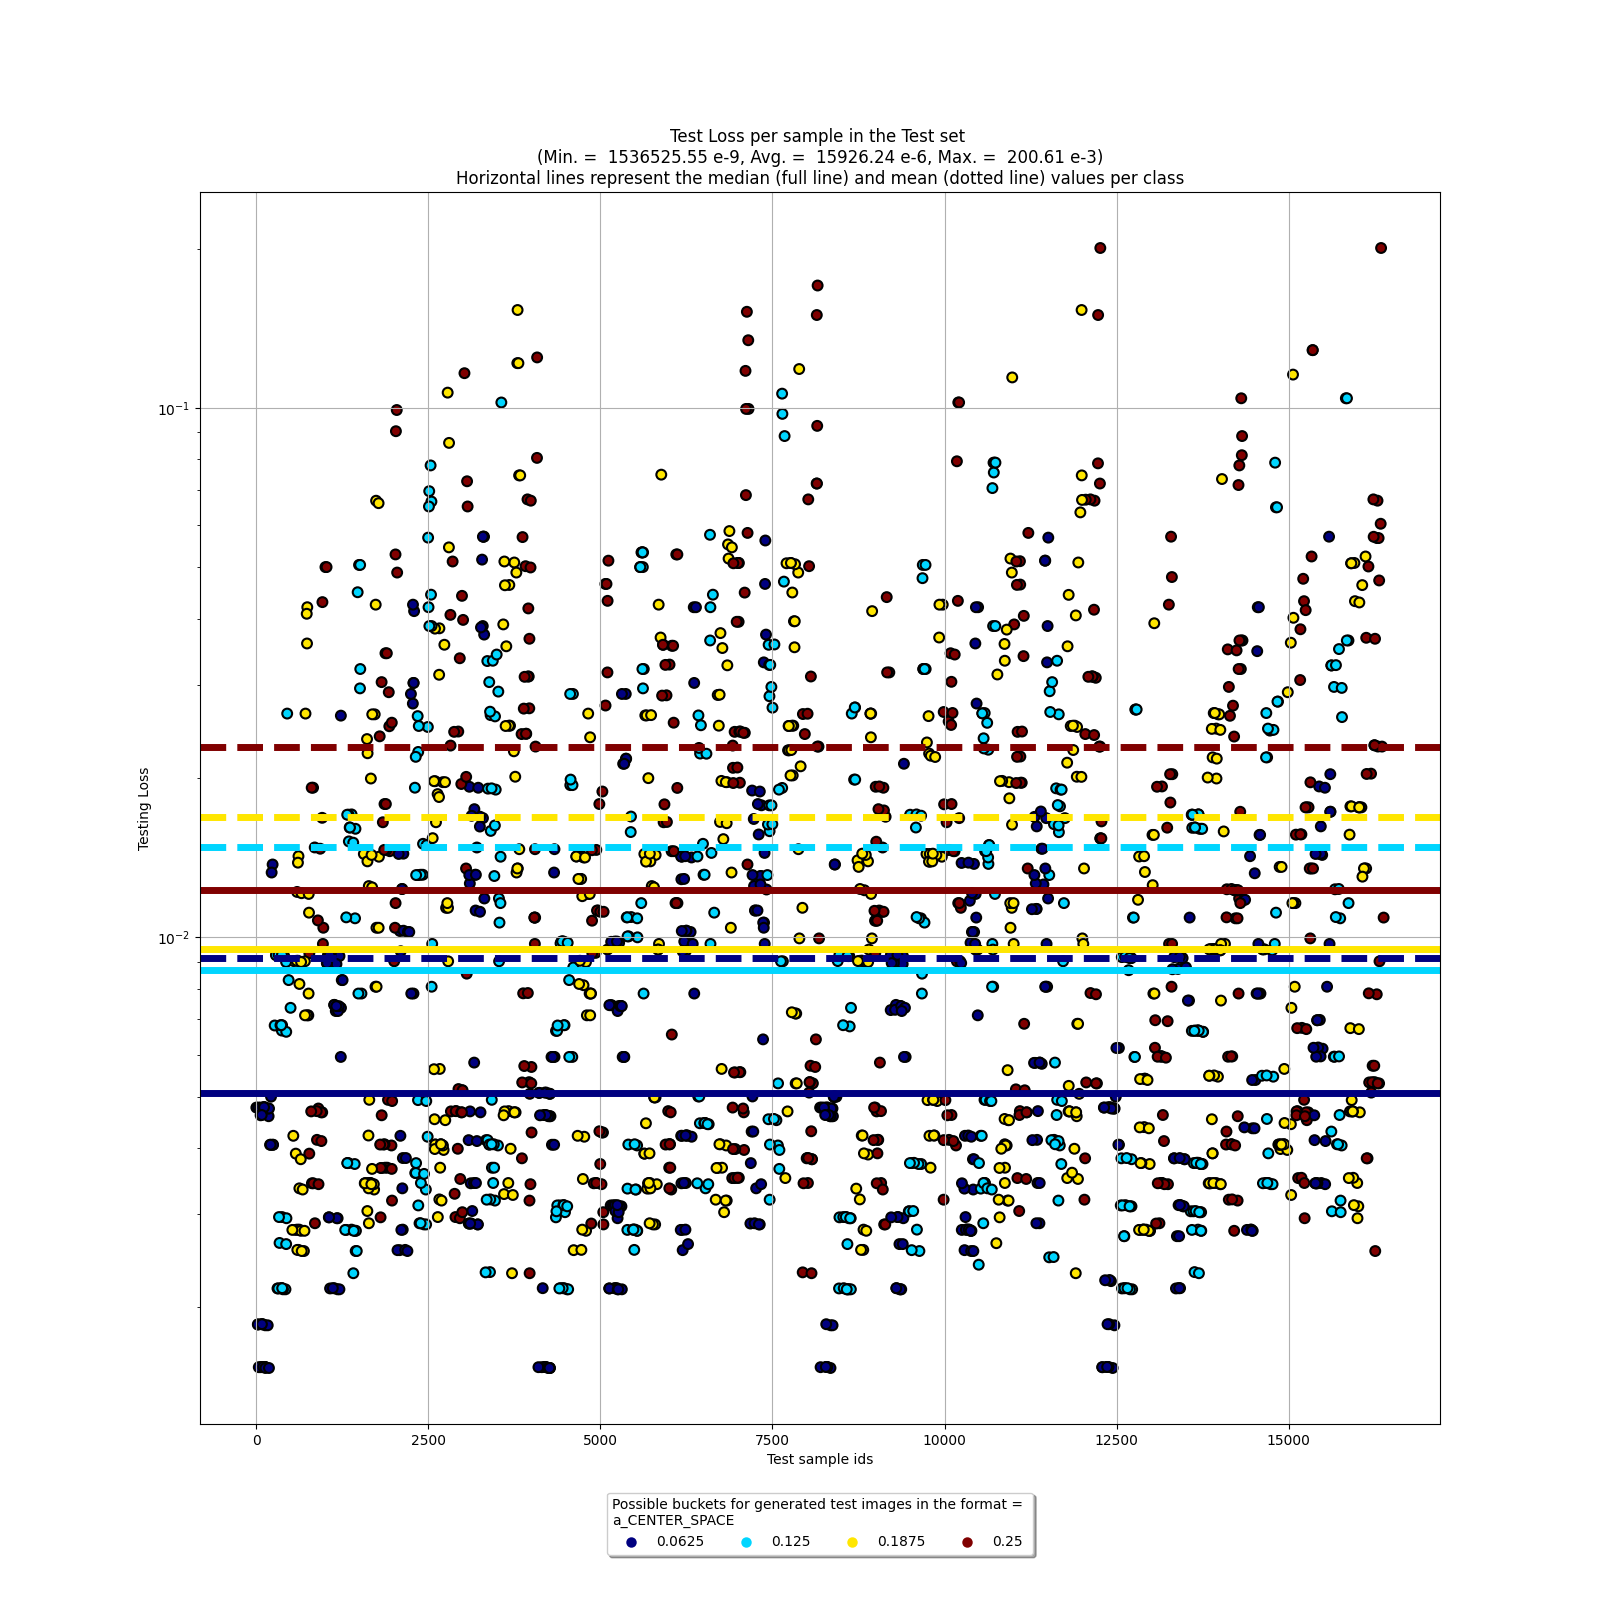 Test Loss per sample in the Test set
(Min. =  1536525.55 e-9, Avg. =  15926.24 e-6, Max. =  200.61 e-3)
Horizontal lines represent the median (full line) and mean (dotted line) values per class
Testing Loss
10⁻¹
10⁻²
0 2500 5000 7500 10000 12500 15000
Test sample ids
Possible buckets for generated test images in the format =
a_CENTER_SPACE
0.0625 0.125 0.1875 0.25